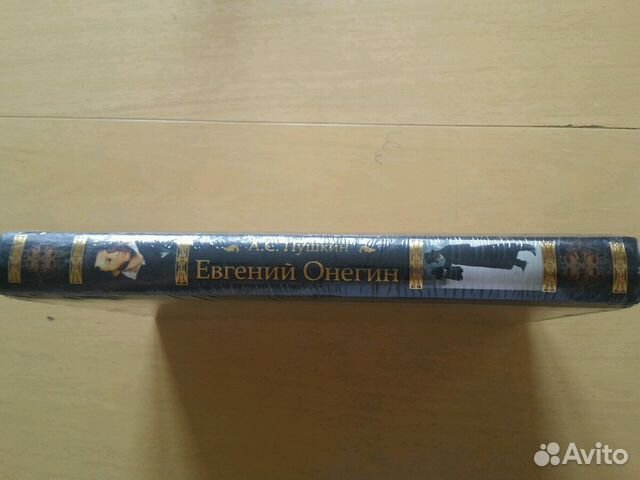 А.С. Пушкин
Евгений Онегин
Avito